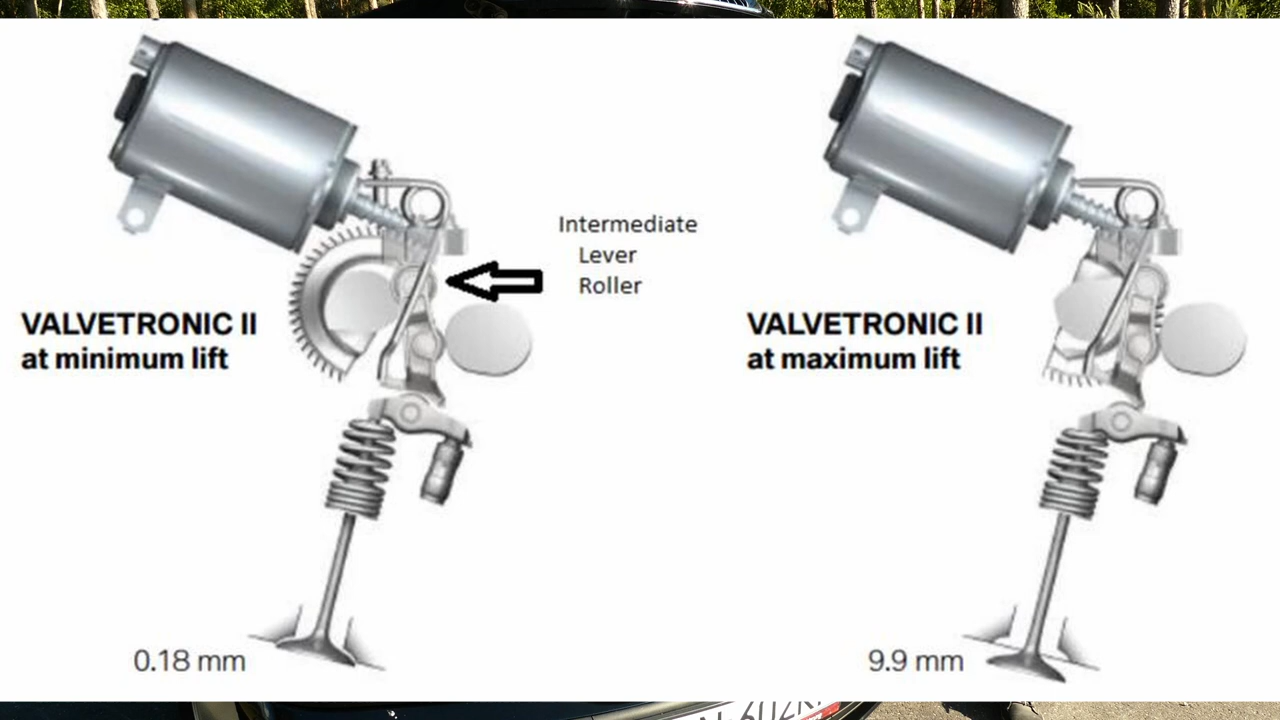 Intermediate
Lever
Roller
VALVETRONIC II
at minimum lift
0.18 mm
VALVETRONIC II
at maximum lift
9.9 mm